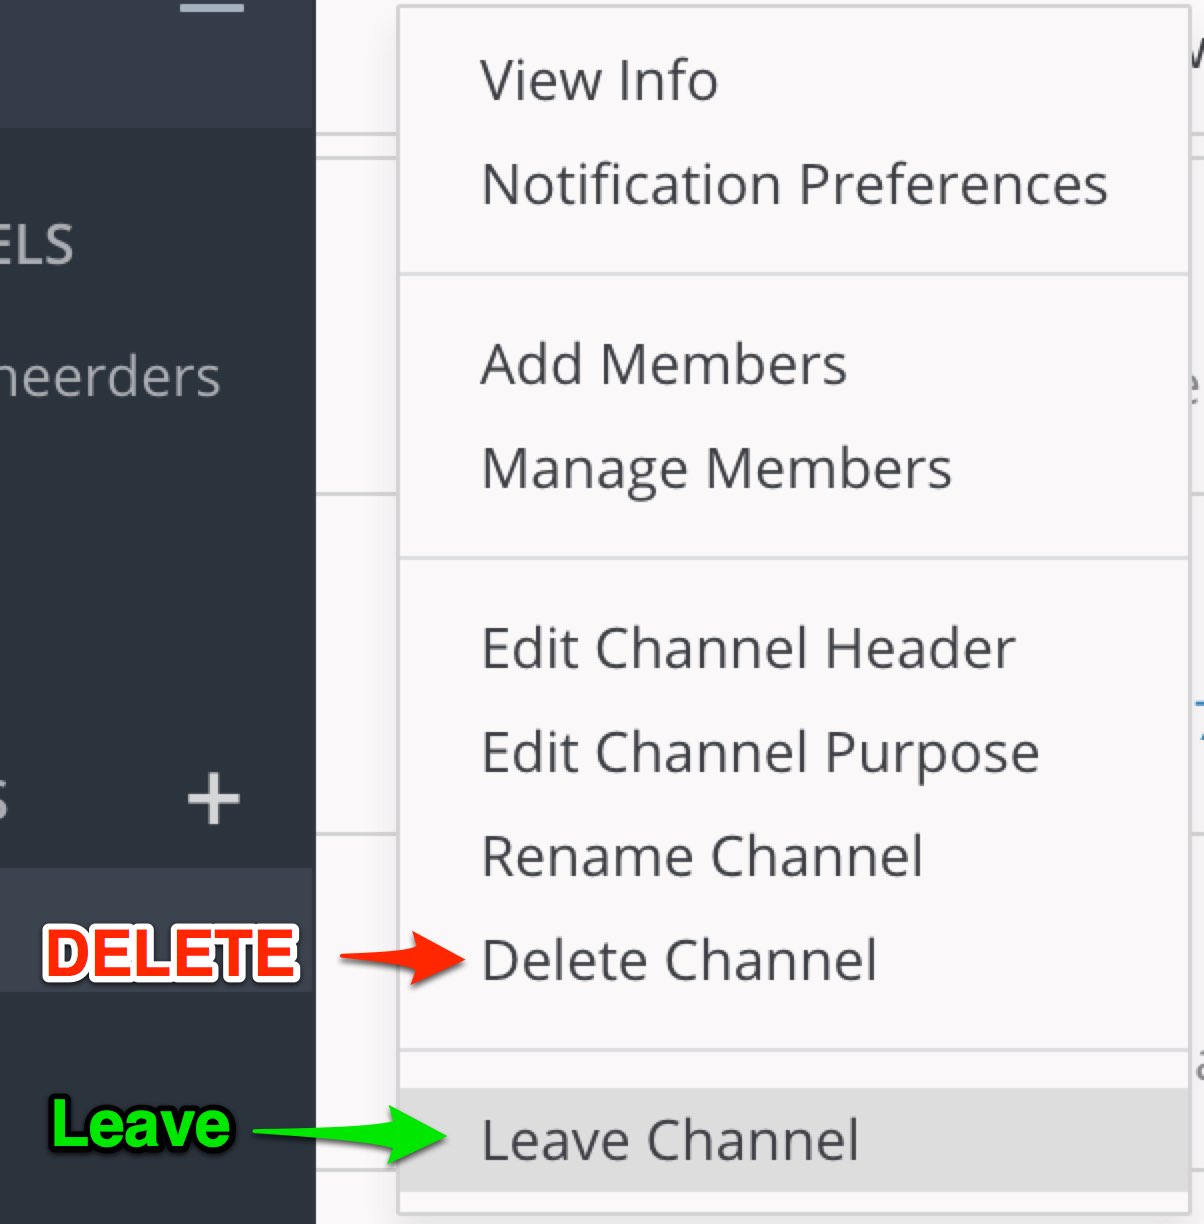 View Info
Notification Preferences
ELS
neerders
Add Members
Manage Members
Edit Channel Header
Edit Channel Purpose
Rename Channel
S +
DELETE
Delete Channel
Leave
Leave Channel